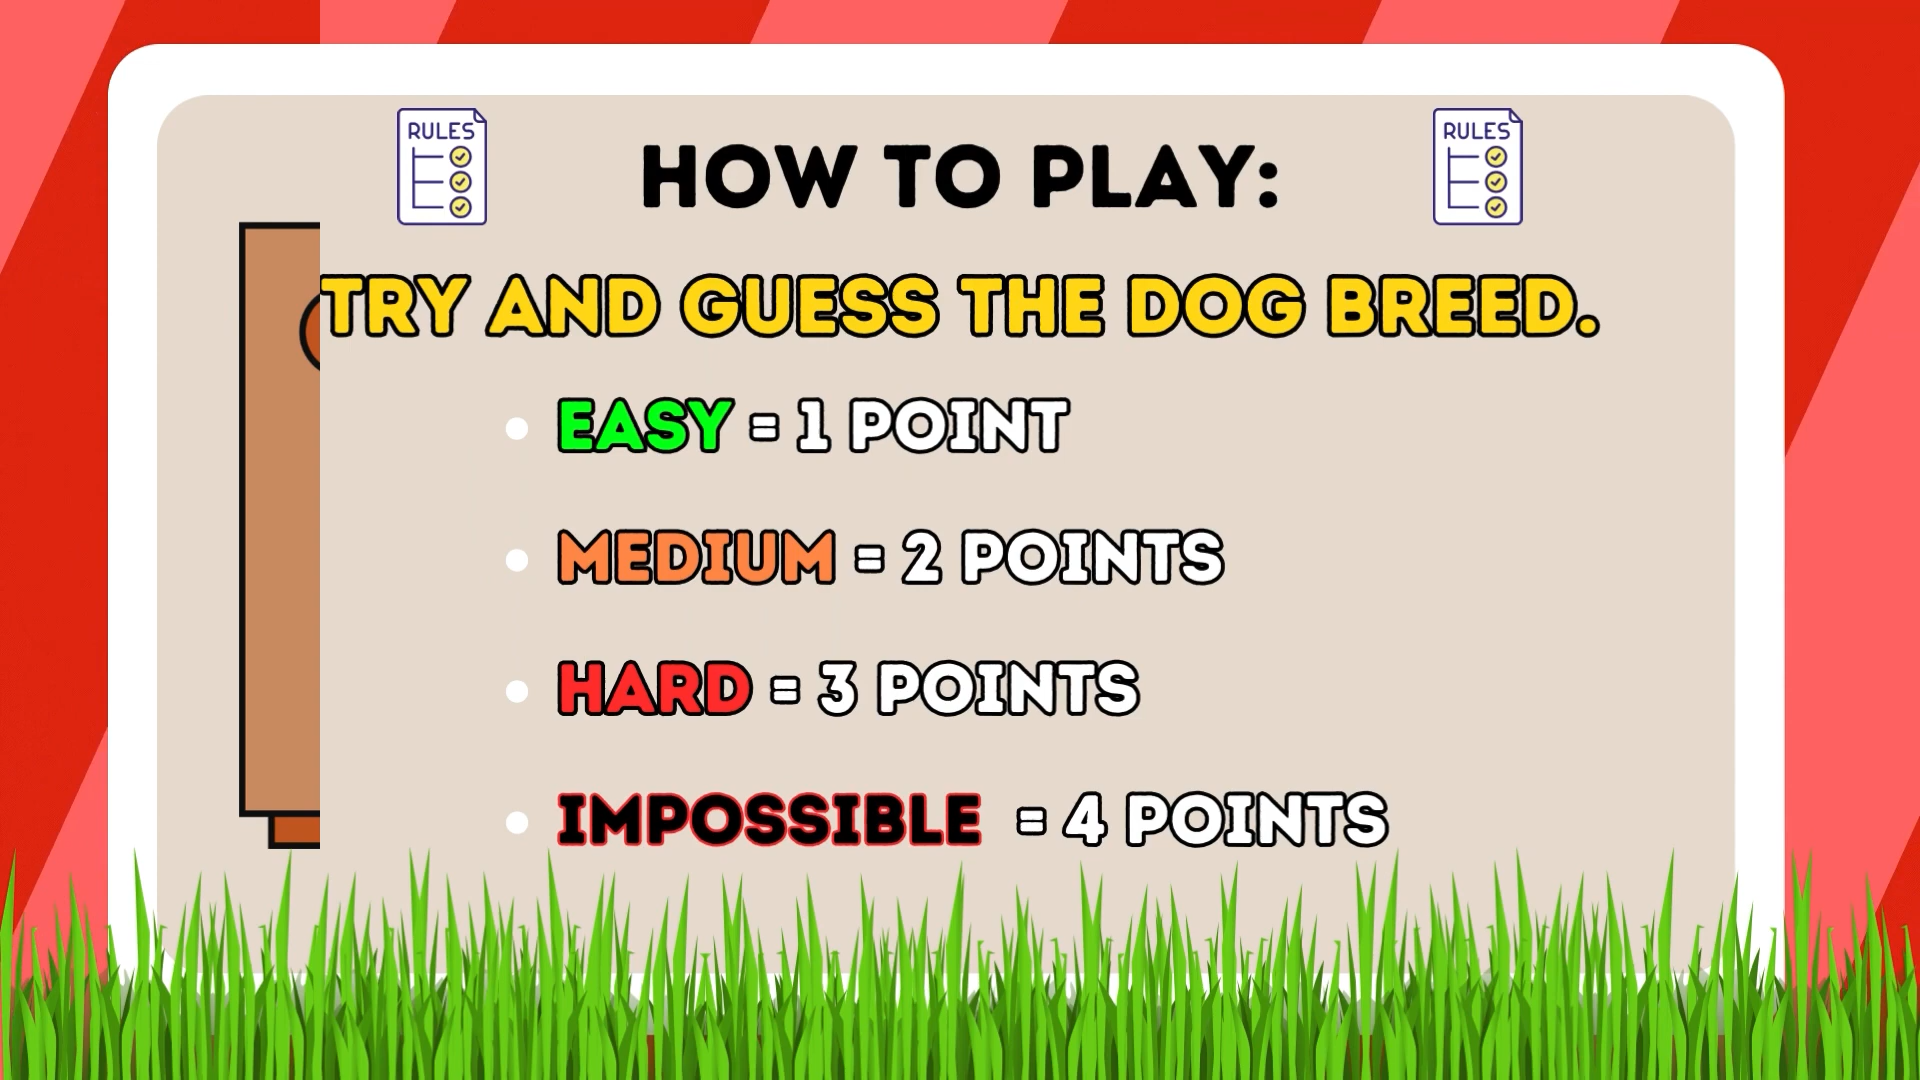 RULES
HOW TO PLAY:
RULES
TRY AND GUESS THE DOG BREED.
EASY = 1 POINT
MEDIUM = 2 POINTS
HARD = 3 POINTS
IMPOSSIBLE = 4 POINTS